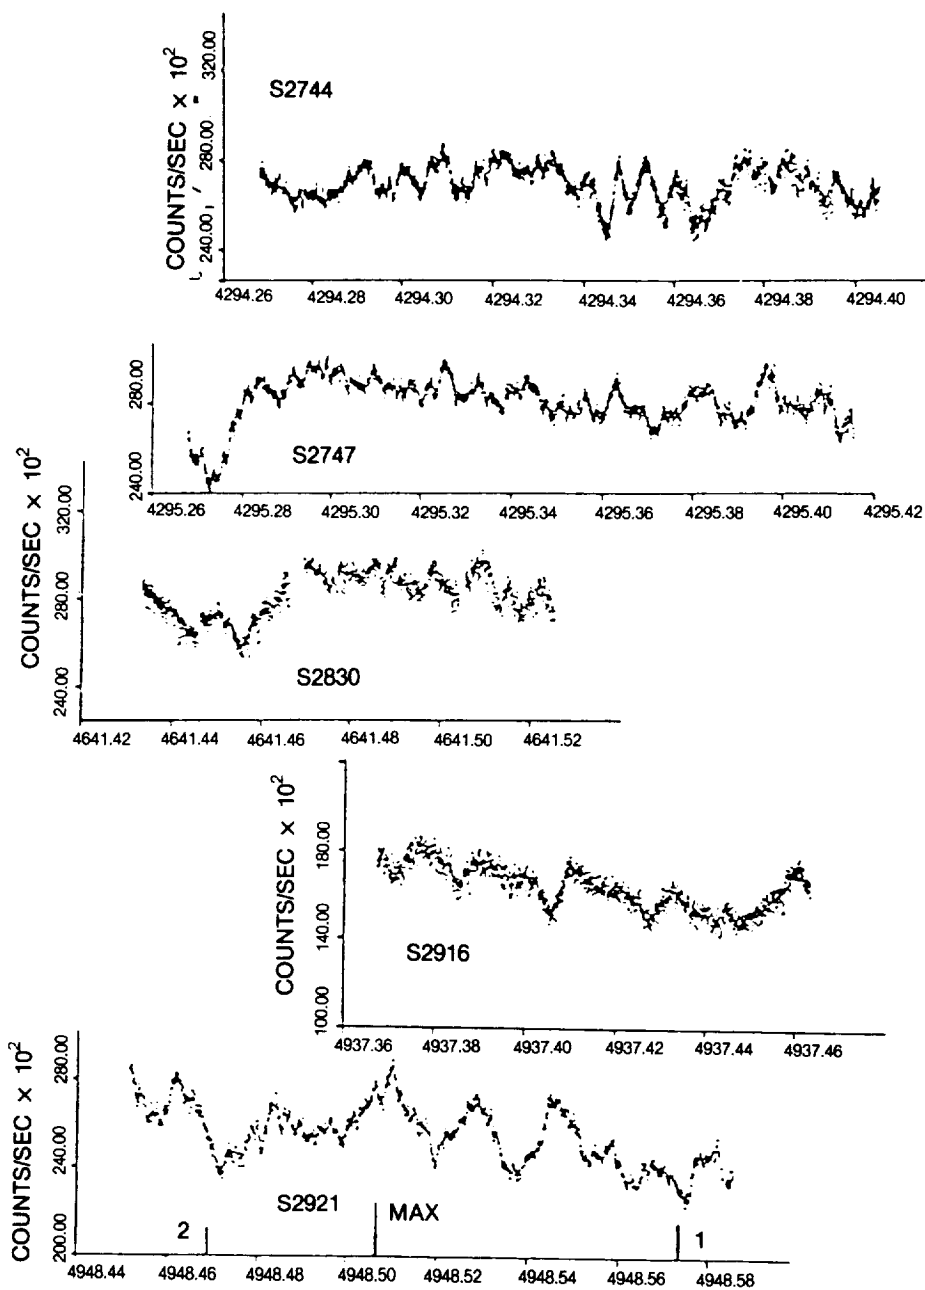 COUNTS/SEC × 10²
320.00
280.00
240.00
S2744
4294.26 4294.28 4294.30 4294.32 4294.34 4294.36 4294.38 4294.40
280.00
240.00
S2747
4295.26 4295.28 4295.30 4295.32 4295.34 4295.36 4295.38 4295.40 4295.42
COUNTS/SEC × 10²
320.00
280.00
240.00
S2830
4641.42 4641.44 4641.46 4641.48 4641.50 4641.52
COUNTS/SEC × 10²
180.00
140.00
100.00
S2916
4937.36 4937.38 4937.40 4937.42 4937.44 4937.46
COUNTS/SEC × 10²
280.00
240.00
200.00
S2921
2
MAX
1
4948.44 4948.46 4948.48 4948.50 4948.52 4948.54 4948.56 4948.58